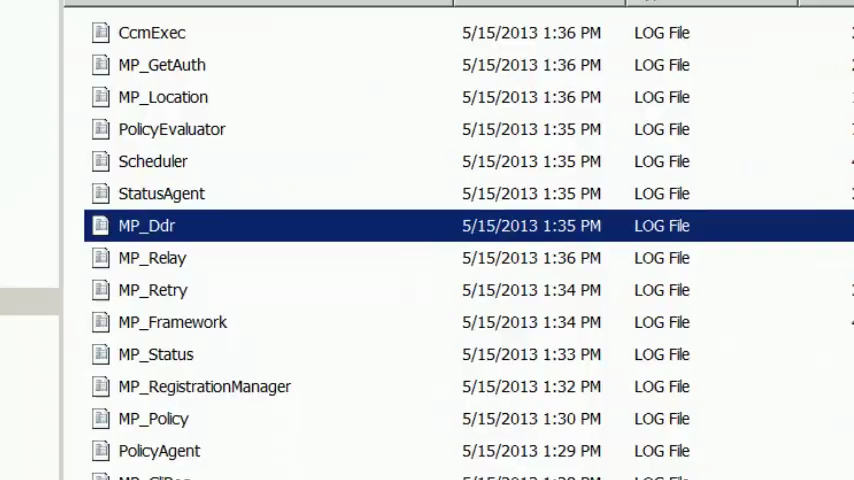 CcmExec 5/15/2013 1:36 PM LOG File
MP_GetAuth 5/15/2013 1:36 PM LOG File
MP_Location 5/15/2013 1:36 PM LOG File
PolicyEvaluator 5/15/2013 1:35 PM LOG File
Scheduler 5/15/2013 1:35 PM LOG File
StatusAgent 5/15/2013 1:35 PM LOG File
MP_Ddr 5/15/2013 1:35 PM LOG File
MP_Relay 5/15/2013 1:36 PM LOG File
MP_Retry 5/15/2013 1:34 PM LOG File
MP_Framework 5/15/2013 1:34 PM LOG File
MP_Status 5/15/2013 1:33 PM LOG File
MP_RegistrationManager 5/15/2013 1:32 PM LOG File
MP_Policy 5/15/2013 1:30 PM LOG File
PolicyAgent 5/15/2013 1:29 PM LOG File